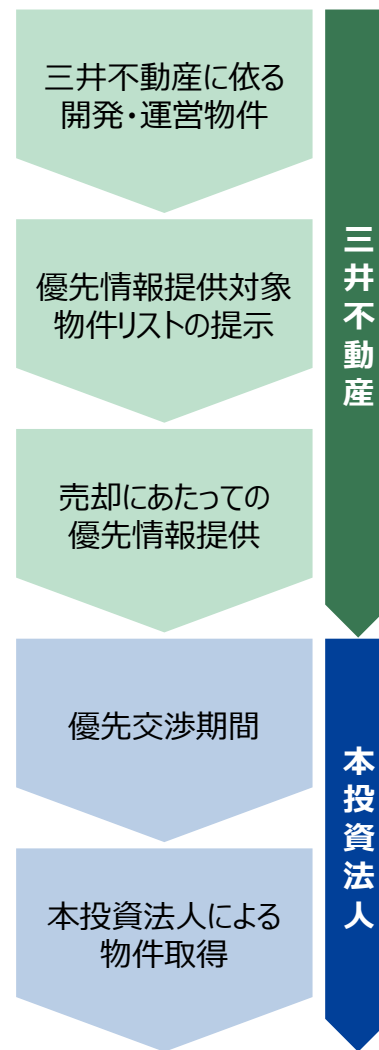 三井不動産に依る
開発・運営物件
優先情報提供対象
物件リストの提示
売却にあたっての
優先情報提供
三井不動産
優先交渉期間
本投資法人による
物件取得
本投資法人